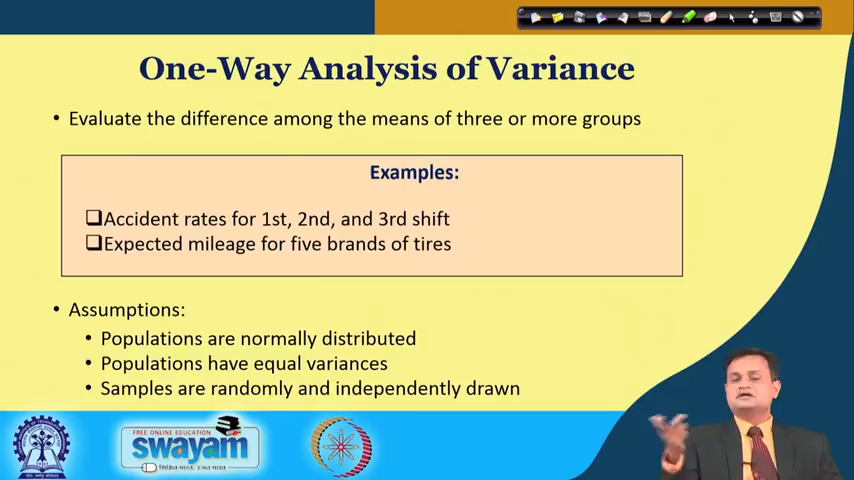 One-Way Analysis of Variance
• Evaluate the difference among the means of three or more groups
Examples:
❑Accident rates for 1st, 2nd, and 3rd shift
❑Expected mileage for five brands of tires
• Assumptions:
• Populations are normally distributed
• Populations have equal variances
• Samples are randomly and independently drawn
FREE ONLINE EDUCATION
swayam